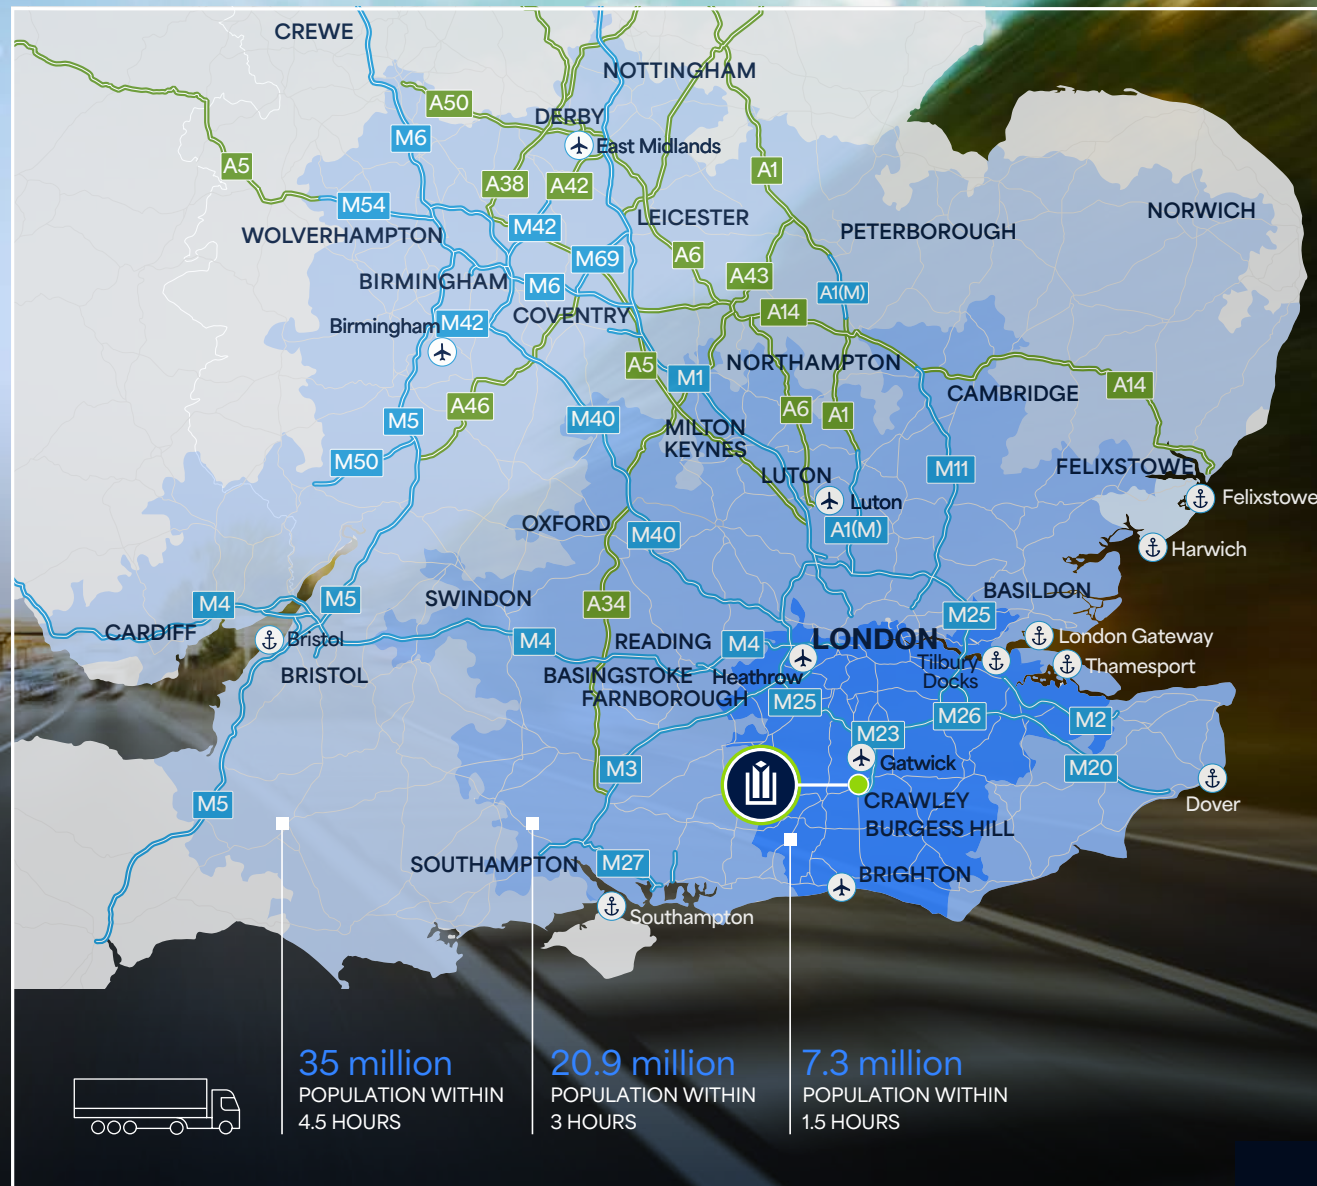 CREWE
NOTTINGHAM
A50
DERBY
M6
East Midlands
A5
A38
A42
A1
M54
LEICESTER
NORWICH
WOLVERHAMPTON
M42
PETERBOROUGH
M69
A6
A43
BIRMINGHAM
M6
A1(M)
Birmingham
M42
COVENTRY
A14
A5
M1
NORTHAMPTON
CAMBRIDGE
A14
A46
M5
M40
A6
A1
MILTON
KEYNES
M50
M11
FELIXSTOWE
LUTON
Luton
Felixstowe
OXFORD
M40
A1(M)
Harwich
M4
M5
SWINDON
A34
BASILDON
M25
CARDIFF
Bristol
M4
READING
M4
LONDON
London Gateway
BRISTOL
BASINGSTOKE
Heathrow
Tilbury
Docks
Thamesport
FARNBOROUGH
M25
M26
M2
M23
M3
Gatwick
M20
M5
CRAWLEY
Dover
BURGESS HILL
SOUTHAMPTON
M27
BRIGHTON
Southampton
35 million
POPULATION WITHIN
4.5 HOURS
20.9 million
POPULATION WITHIN
3 HOURS
7.3 million
POPULATION WITHIN
1.5 HOURS